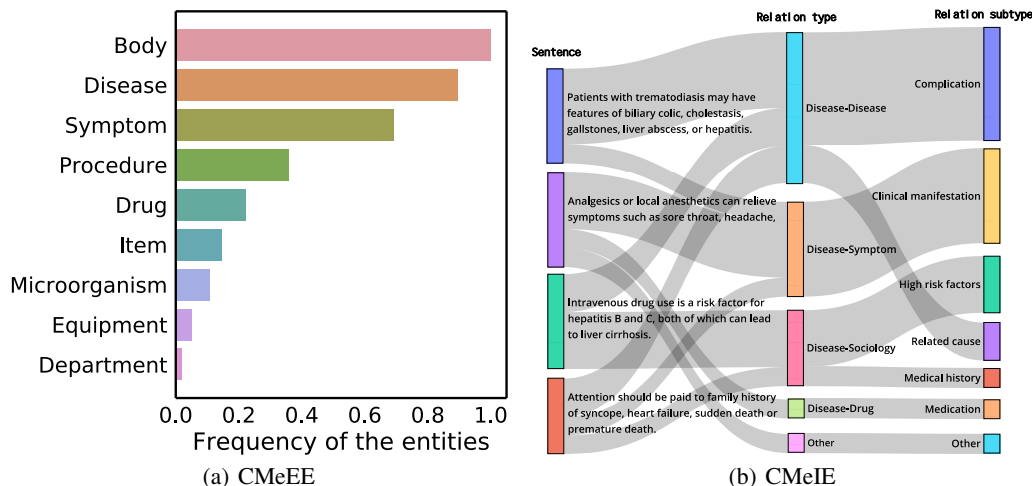 Body
Disease
Symptom
Procedure
Drug
Item
Microorganism
Equipment
Department
0.0 0.2 0.4 0.6 0.8 1.0
Frequency of the entities
(a) CMeEE
Sentence
Relation type
Relation subtype
Patients with trematodiasis may have
features of biliary colic, cholestasis,
gallstones, liver abscess, or hepatitis.
Analgesics or local anesthetics can relieve
symptoms such as sore throat, headache,
Intravenous drug use is a risk factor for
hepatitis B and C, both of which can lead
to liver cirrhosis.
Attention should be paid to family history
of syncope, heart failure, sudden death or
premature death.
Disease-Disease
Disease-Symptom
Disease-Sociology
Disease-Drug
Other
Complication
Clinical manifestation
High risk factors
Related cause
Medical history
Medication
Other
(b) CMeIE